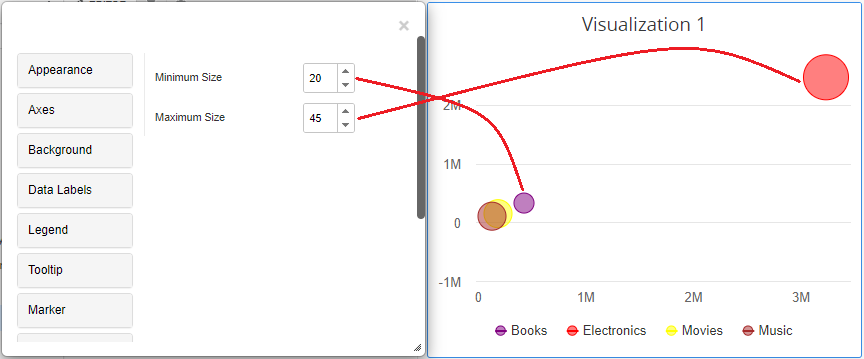 ×
Appearance
Minimum Size 20
Axes
Maximum Size 45
Background
Data Labels
Legend
Tooltip
Marker
Visualization 1
2M
1M
0
-1M
0 1M 2M 3M
Books Electronics Movies Music